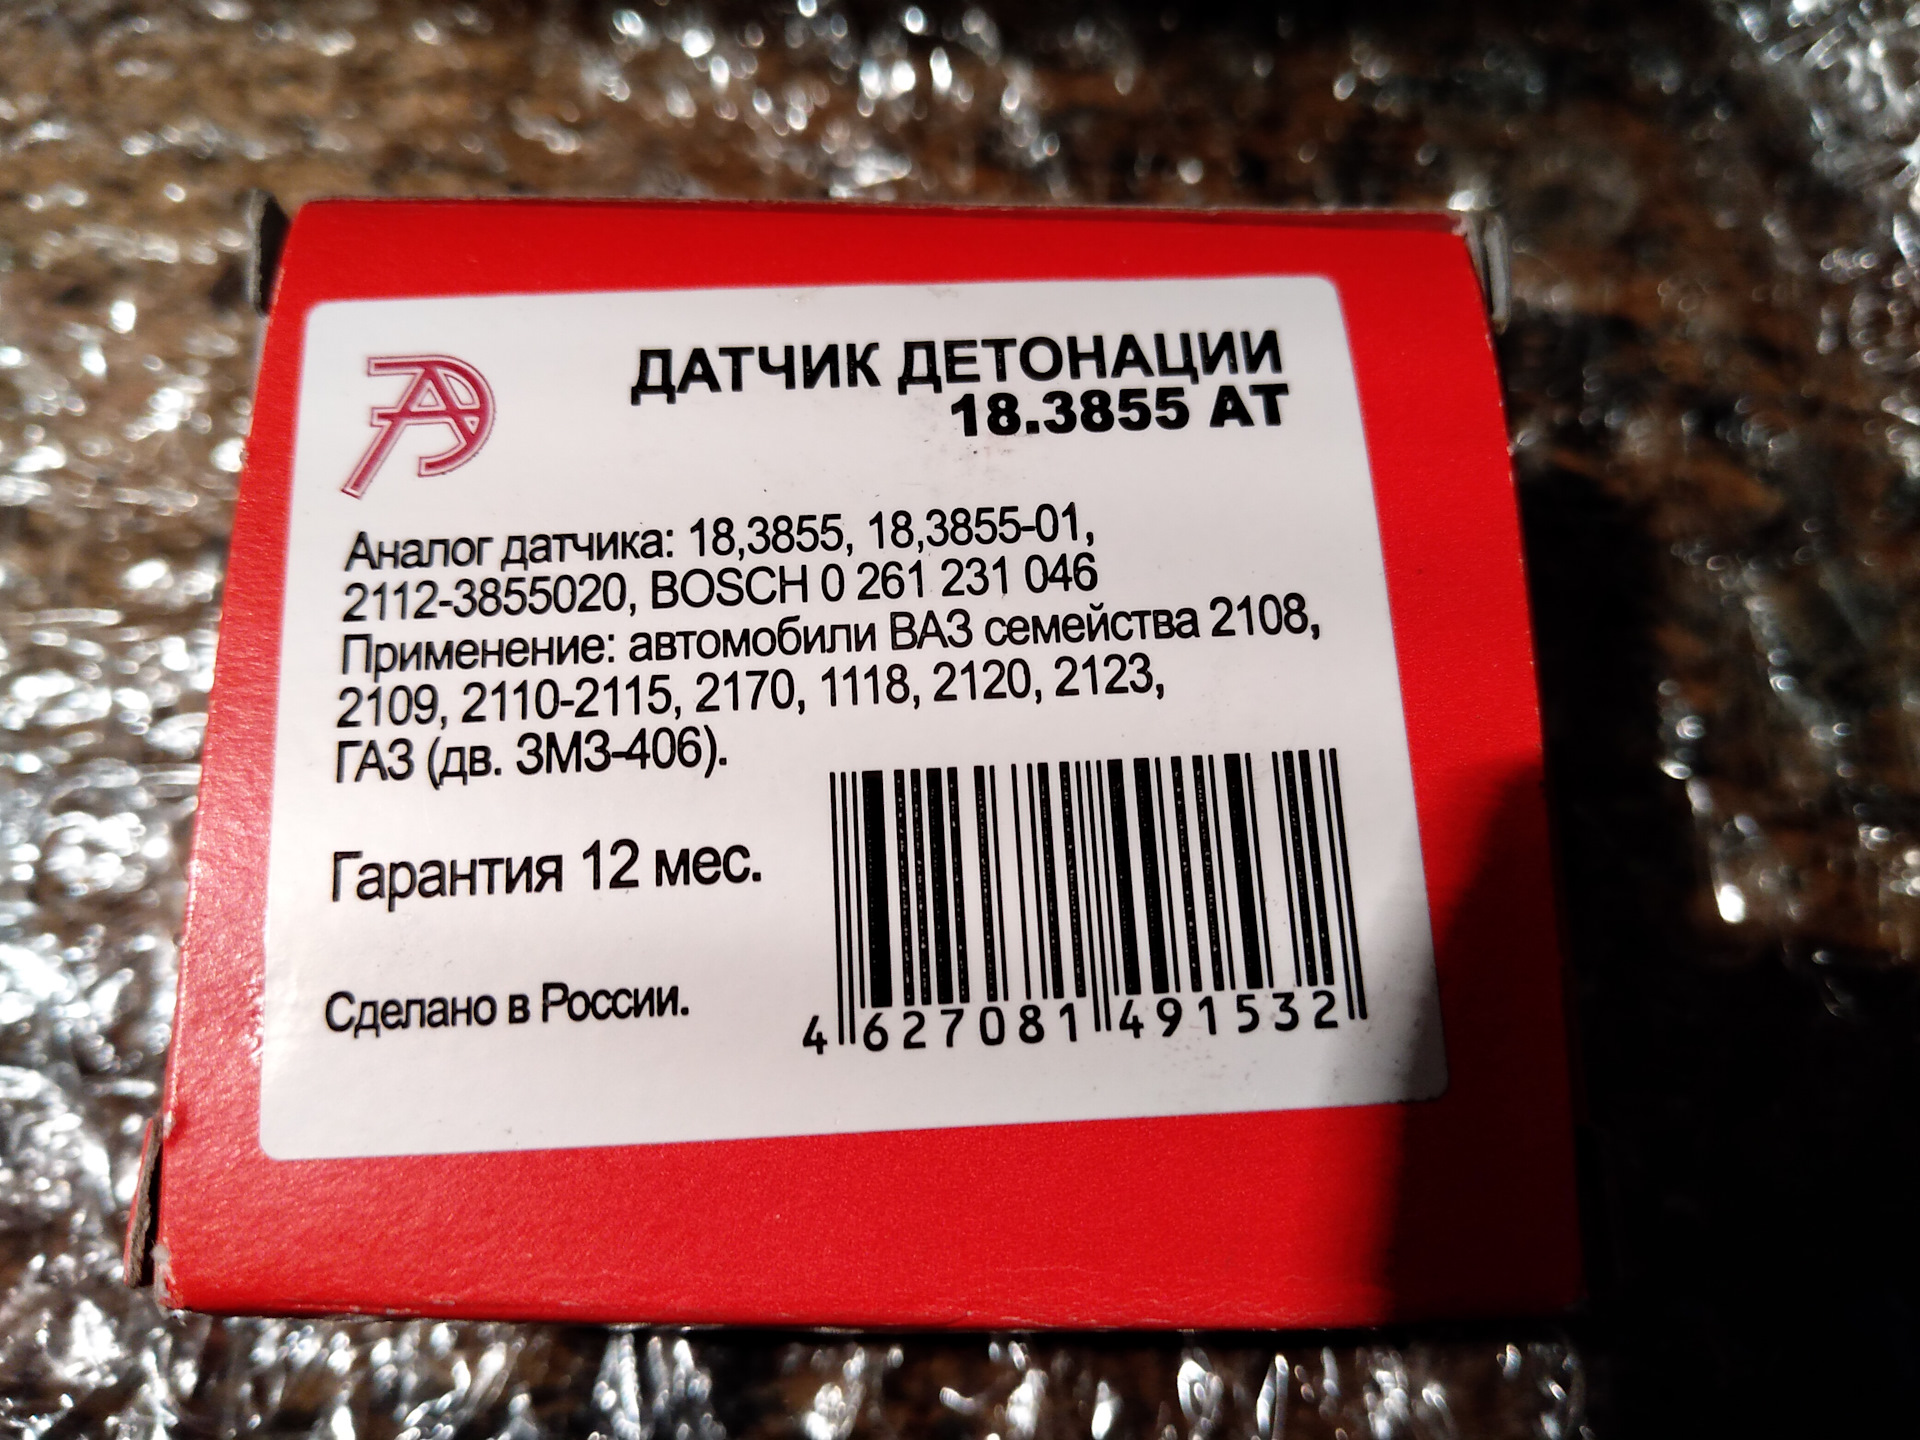 ДАТЧИК ДЕТОНАЦИИ
18.3855 АТ
Аналог датчика: 18,3855, 18,3855-01,
2112-3855020, BOSCH 0 261 231 046
Применение: автомобили ВАЗ семейства 2108,
2109, 2110-2115, 2170, 1118, 2120, 2123,
ГАЗ (дв. ЗМЗ-406).
Гарантия 12 мес.
Сделано в России.
4 627081 491532